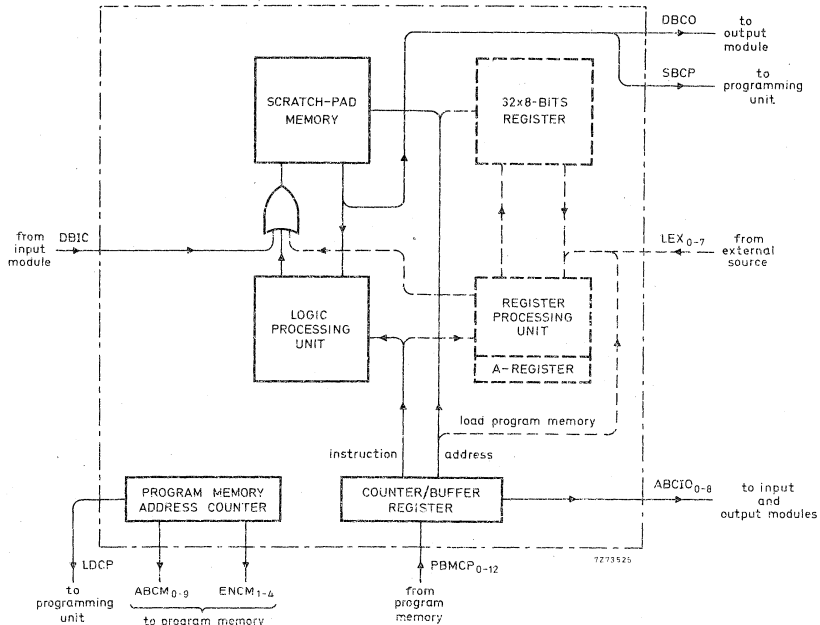 DBCO
to
output
module
SBCP
to
programming
unit
SCRATCH-PAD
MEMORY
32x8-BITS
REGISTER
from
input
module
DBIC
LEX0-7
from
external
source
LOGIC
PROCESSING
UNIT
REGISTER
PROCESSING
UNIT
A-REGISTER
load program memory
instruction
address
PROGRAM MEMORY
ADDRESS COUNTER
COUNTER/BUFFER
REGISTER
ABCIO0-8
to input
and
output modules
7Z73525
LDCP
to
programming
unit
ABCM0-9
ENCM1-4
to program memory
PBMCP0-12
from
program
memory